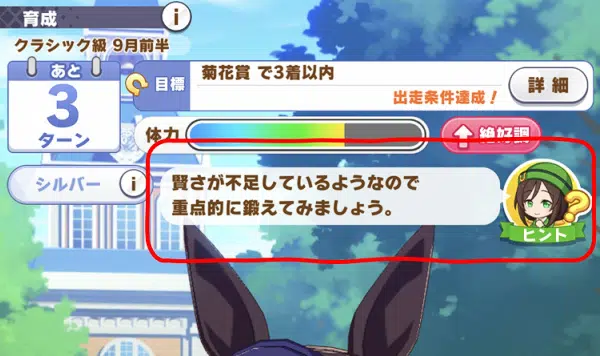 育成
i
クラシック級 9月前半
あと
3
ターン
目標
菊花賞 で3着以内
出走条件達成！
詳細
体力
絶好調
シルバー
i
賢さが不足しているようなので
重点的に鍛えてみましょう。
?
ヒント